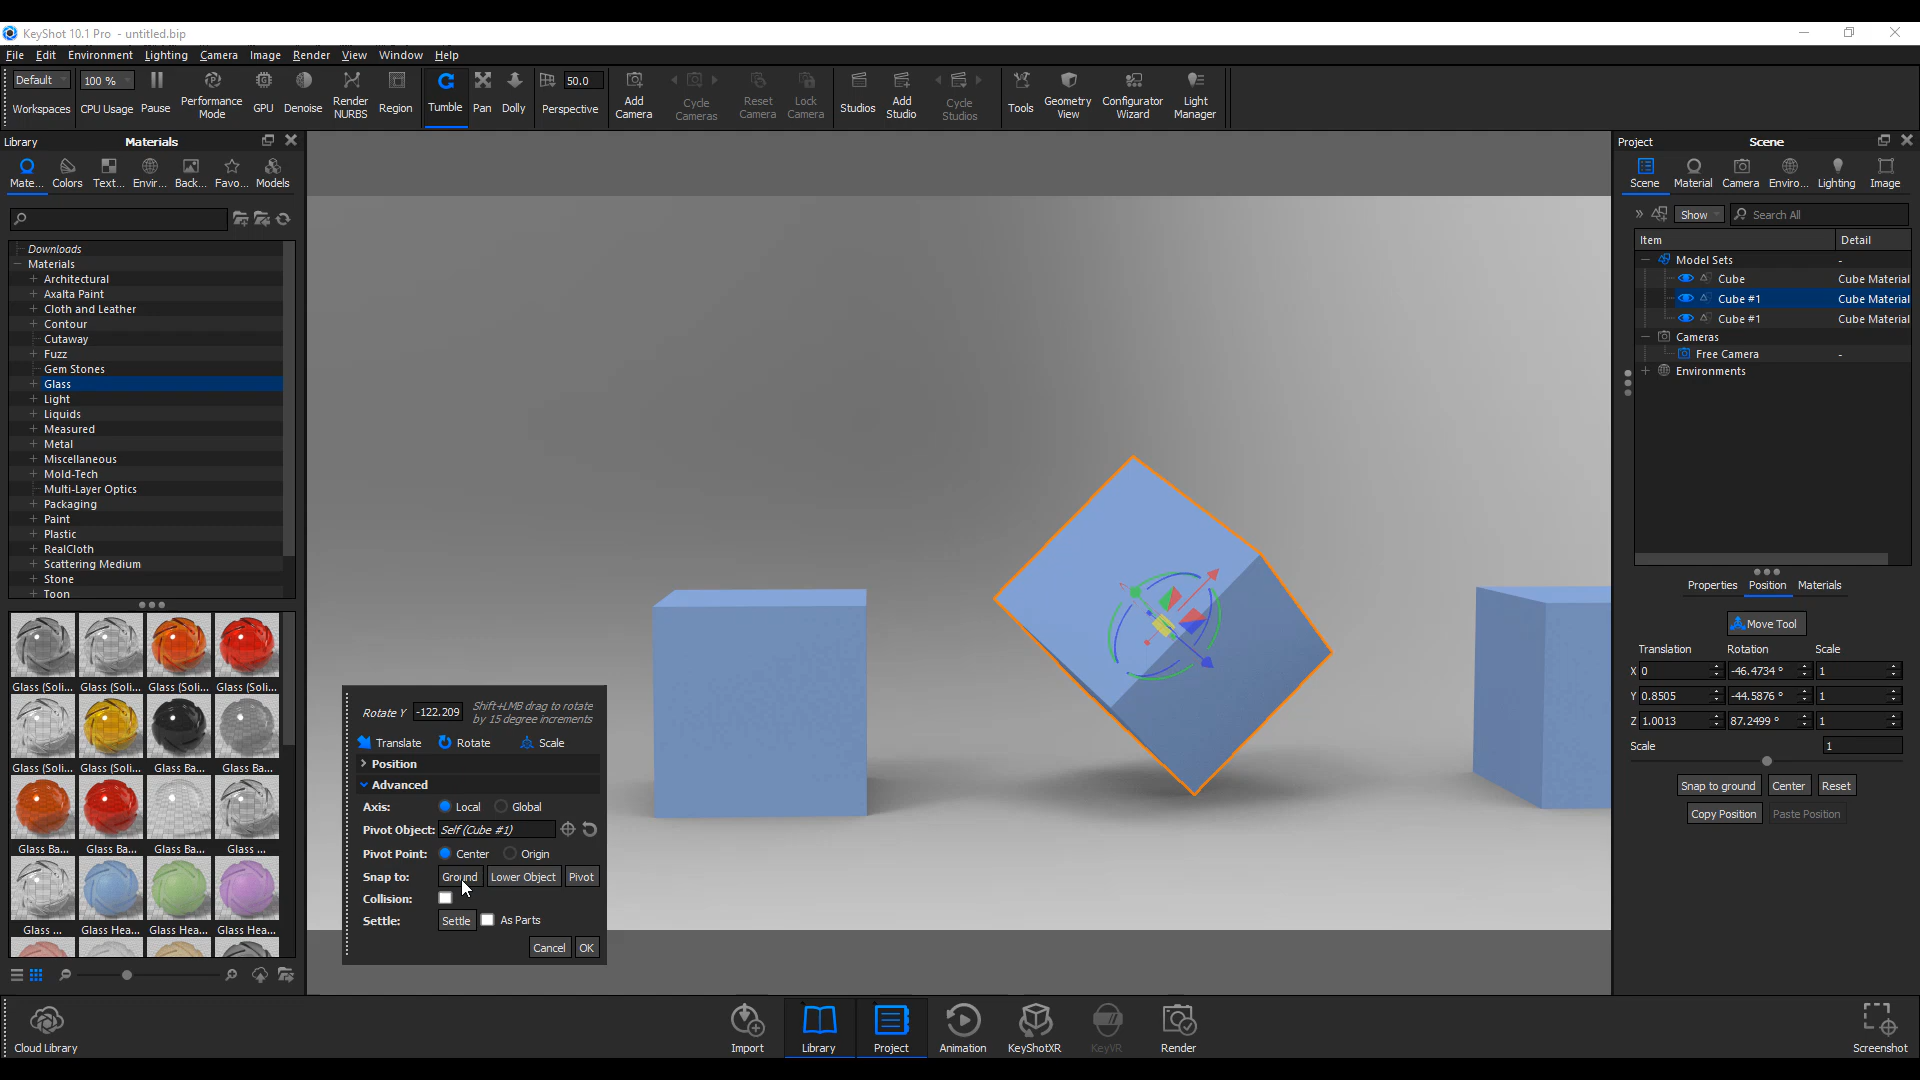 KeyShot 10.1 Pro - untitled.bip
File Edit Environment Lighting Camera Image Render View Window Help
Default 100 % 50.0
Workspaces CPU Usage Pause Performance Mode GPU Denoise Render NURBS Region Tumble Pan Dolly Perspective Add Camera Cycle Cameras Reset Camera Lock Camera Studios Add Studio Cycle Studios Tools Geometry View Configurator Wizard Light Manager
Library Materials
Mate... Colors Text... Envir... Back... Favo... Models
Downloads
Materials
Architectural
Axalta Paint
Cloth and Leather
Contour
Cutaway
Fuzz
Gem Stones
Glass
Light
Liquids
Measured
Metal
Miscellaneous
Mold-Tech
Multi-Layer Optics
Packaging
Paint
Plastic
RealCloth
Scattering Medium
Stone
Toon
Glass (Soli... Glass (Soli... Glass (Soli... Glass (Soli...
Glass (Soli... Glass (Soli... Glass Ba... Glass Ba...
Glass Ba... Glass Ba... Glass Ba... Glass ...
Glass ... Glass Hea... Glass Hea... Glass Hea...
Rotate Y -122.209 Shift+LMB drag to rotate
by 15 degree increments
Translate Rotate Scale
Position
Advanced
Axis: Local Global
Pivot Object: Self (Cube #1)
Pivot Point: Center Origin
Snap to: Ground Lower Object Pivot
Collision:
Settle: Settle As Parts
Cancel OK
Project Scene
Scene Material Camera Enviro... Lighting Image
Show Search All
Item Detail
Model Sets -
Cube Cube Material
Cube #1 Cube Material
Cube #1 Cube Material
Cameras
Free Camera -
Environments
Properties Position Materials
Move Tool
Translation Rotation Scale
X 0 -46.4734 ° 1
Y 0.8505 -44.5876 ° 1
Z 1.0013 87.2499 ° 1
Scale 1
Snap to ground Center Reset
Copy Position Paste Position
Cloud Library Import Library Project Animation KeyShotXR KeyVR Render Screenshot